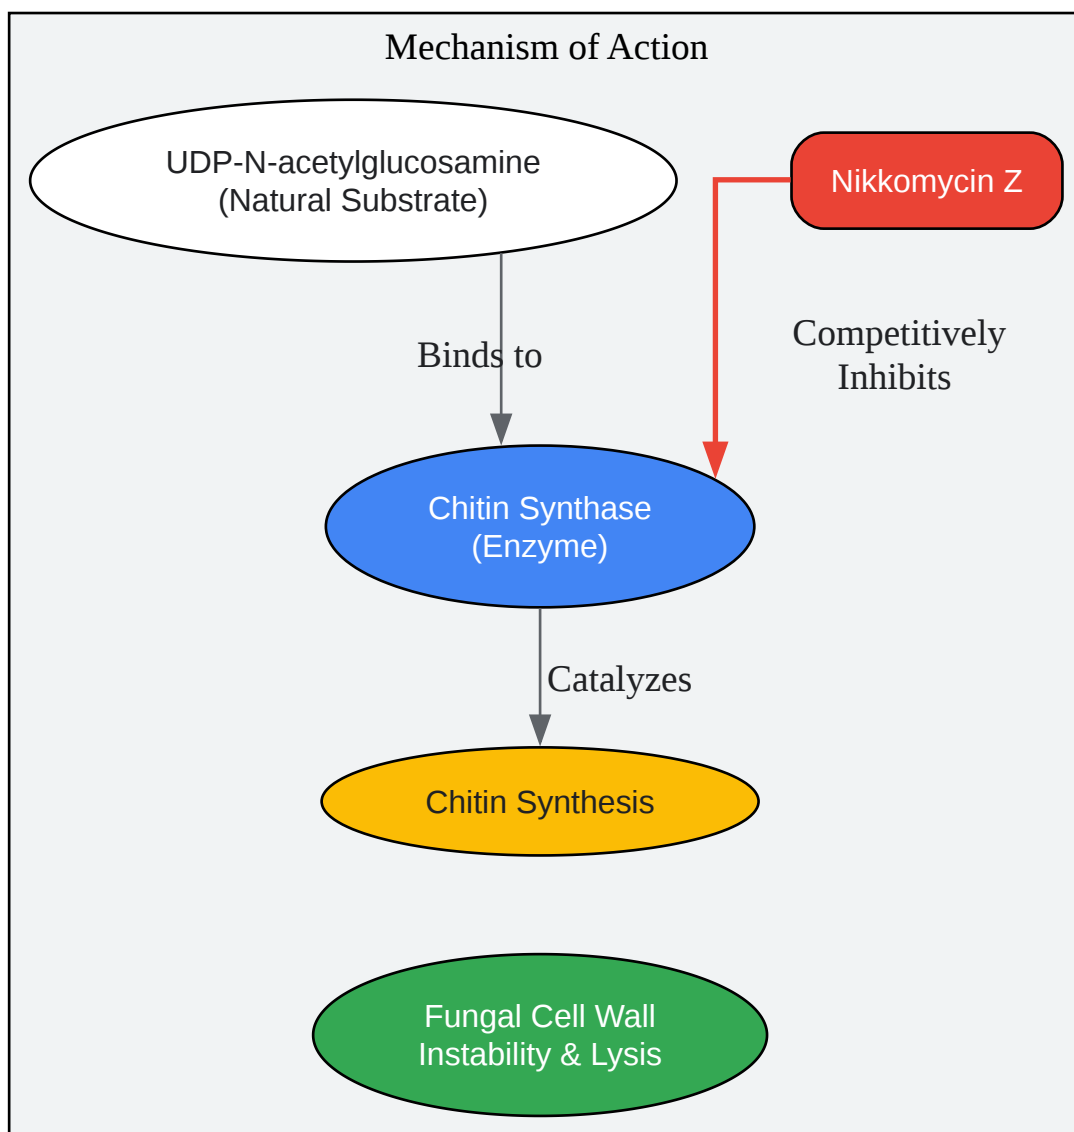 Mechanism of Action
UDP-N-acetylglucosamine
(Natural Substrate)
Nikkomycin Z
Binds to
Competitively
Inhibits
Chitin Synthase
(Enzyme)
Catalyzes
Chitin Synthesis
Fungal Cell Wall
Instability & Lysis